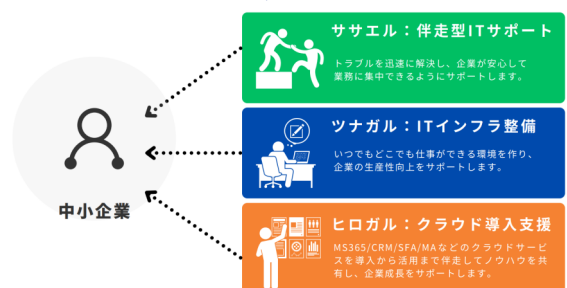 中小企業
ササエル：伴走型ITサポート
トラブルを迅速に解決し、企業が安心して
業務に集中できるようにサポートします。
ツナガル：ITインフラ整備
いつでもどこでも仕事ができる環境を作り、
企業の生産性向上をサポートします。
ヒロガル：クラウド導入支援
MS365/CRM/SFA/MAなどのクラウドサービ
スを導入から活用まで伴走してノウハウを共
有し、企業成長をサポートします。